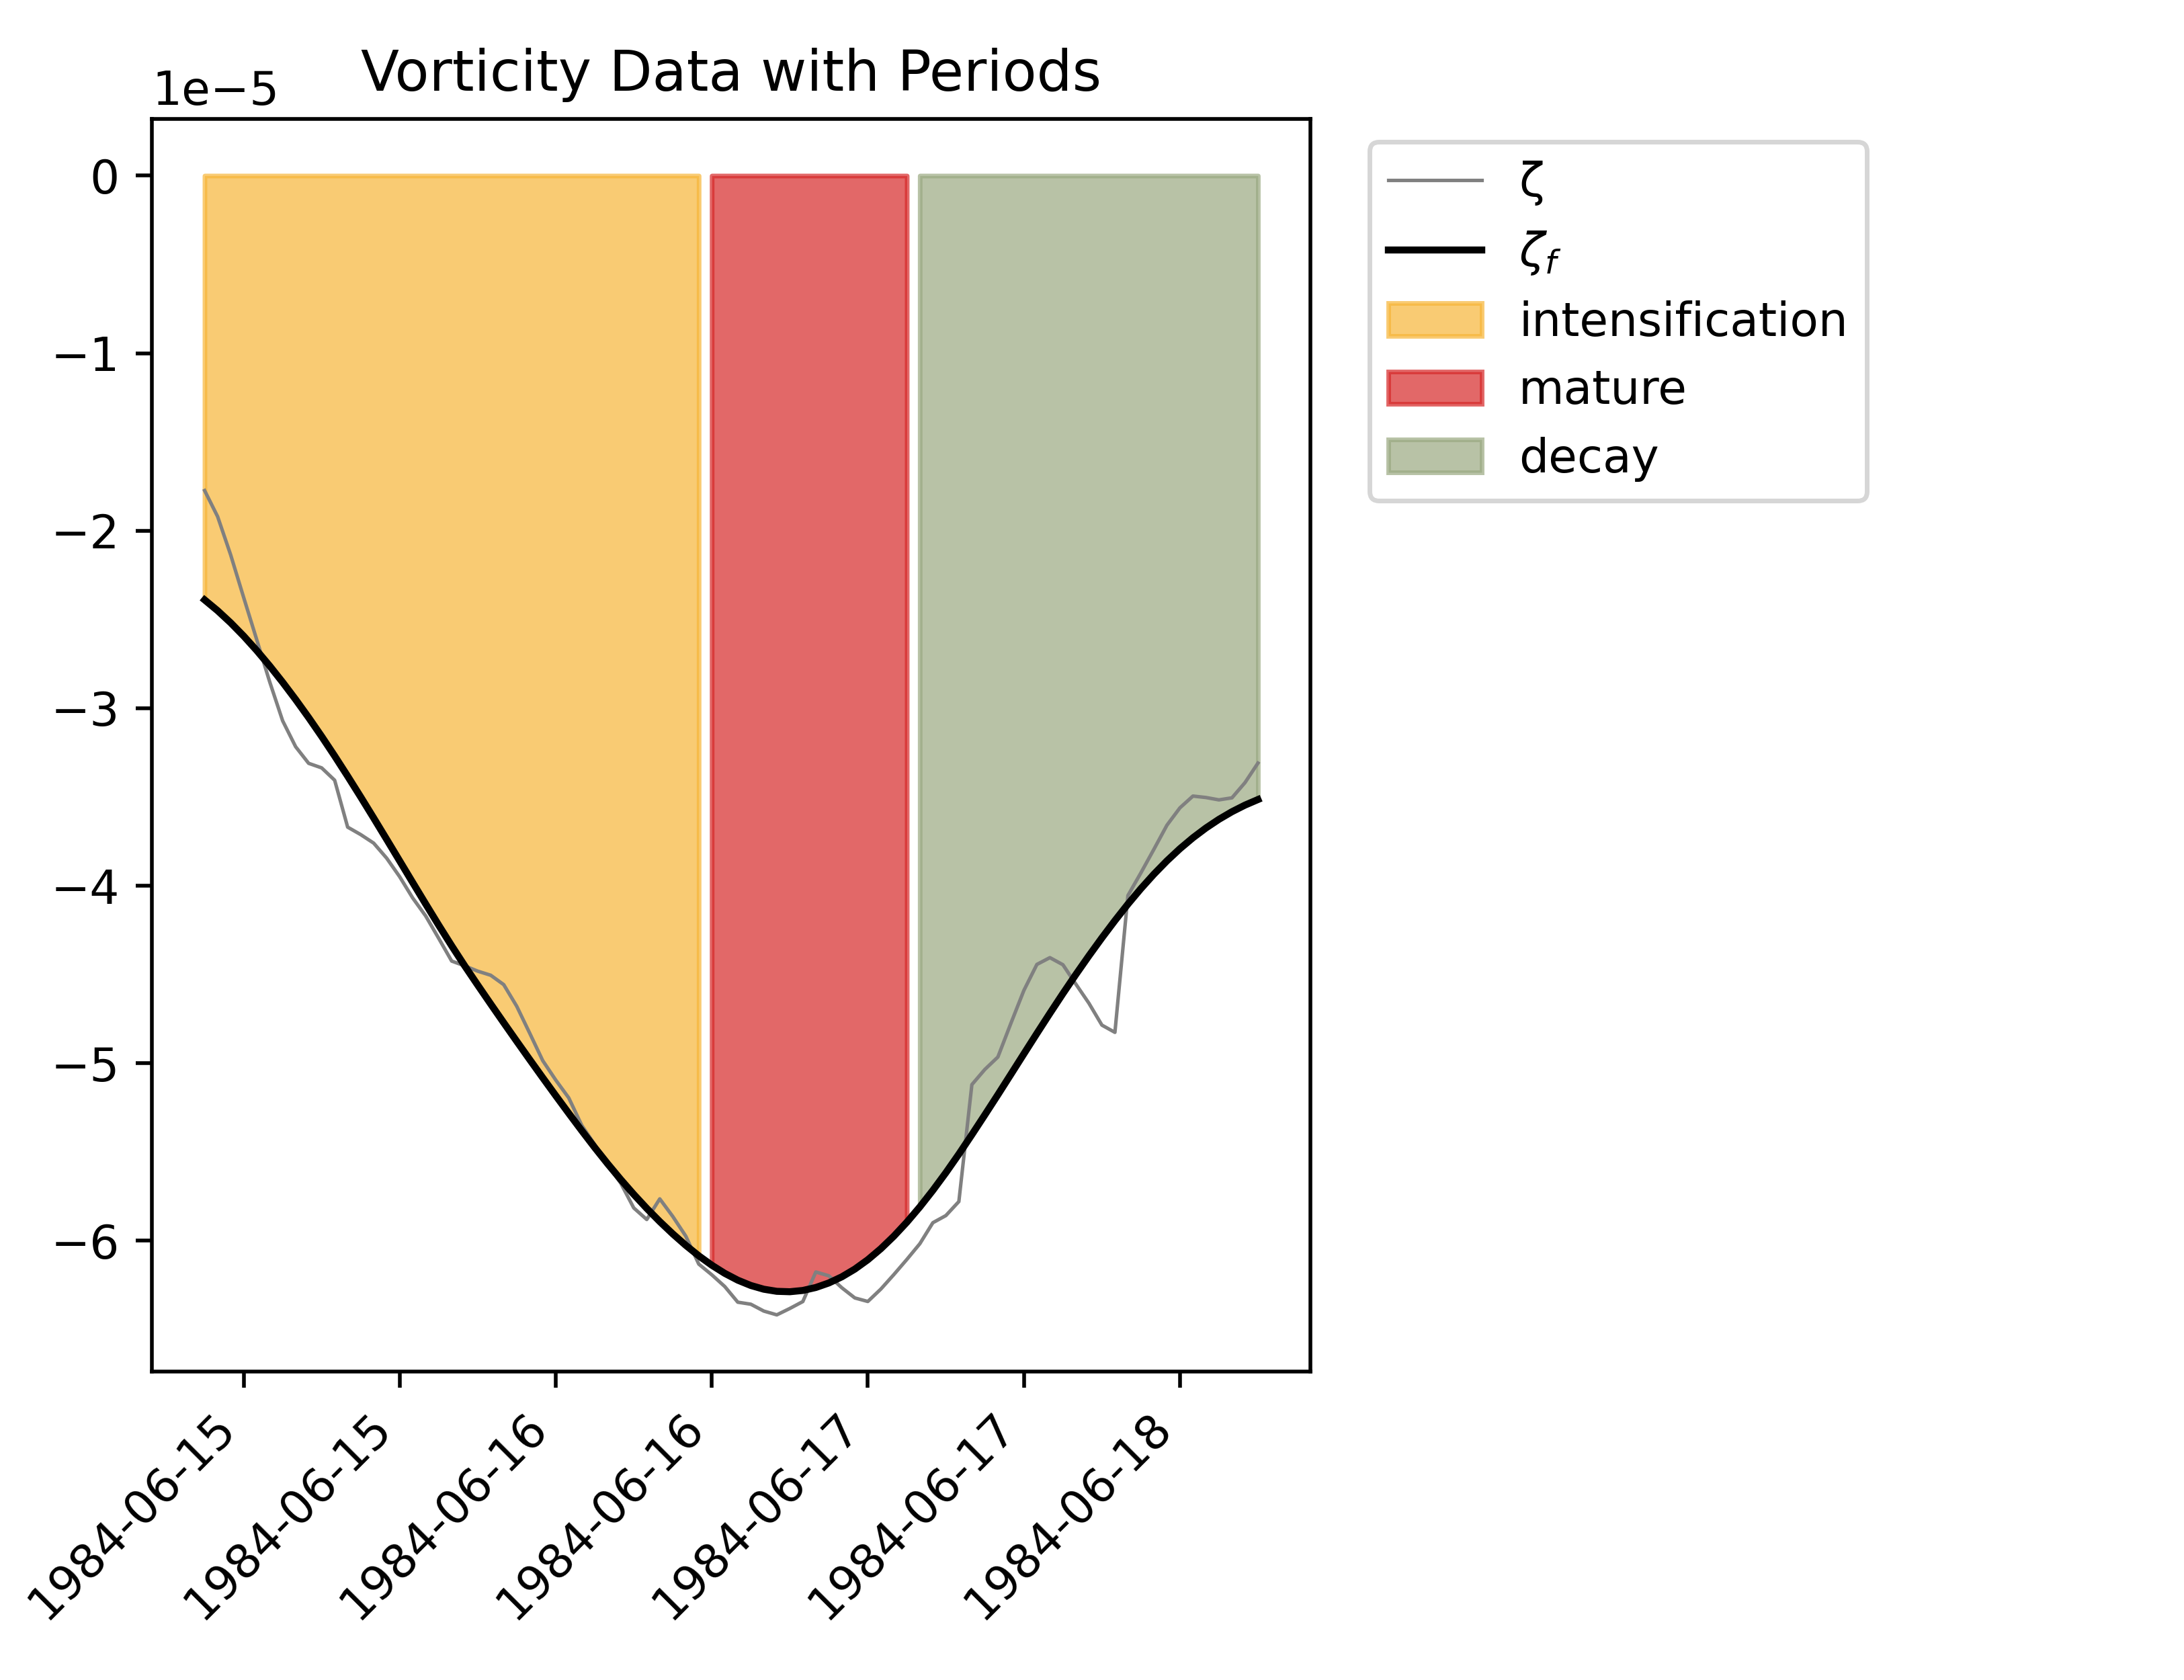 Vorticity Data with Periods
1e−5
0
−1
−2
−3
−4
−5
−6
1984-06-15
1984-06-15
1984-06-16
1984-06-16
1984-06-17
1984-06-17
1984-06-18
ζ
ζf
intensification
mature
decay